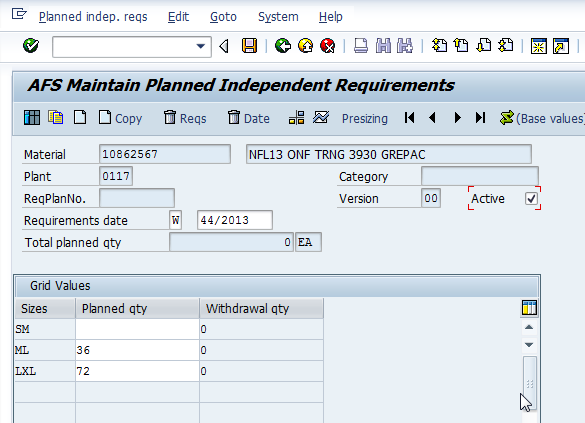 Planned indep. reqs Edit Goto System Help
AFS Maintain Planned Independent Requirements
Copy Reqs Date Presizing (Base values)
Material 10862567 NFL13 ONF TRNG 3930 GREPAC
Plant 0117 Category
ReqPlanNo. Version 00 Active
Requirements date W 44/2013
Total planned qty 0 EA
Grid Values
Sizes Planned qty Withdrawal qty
SM 0
ML 36 0
LXL 72 0